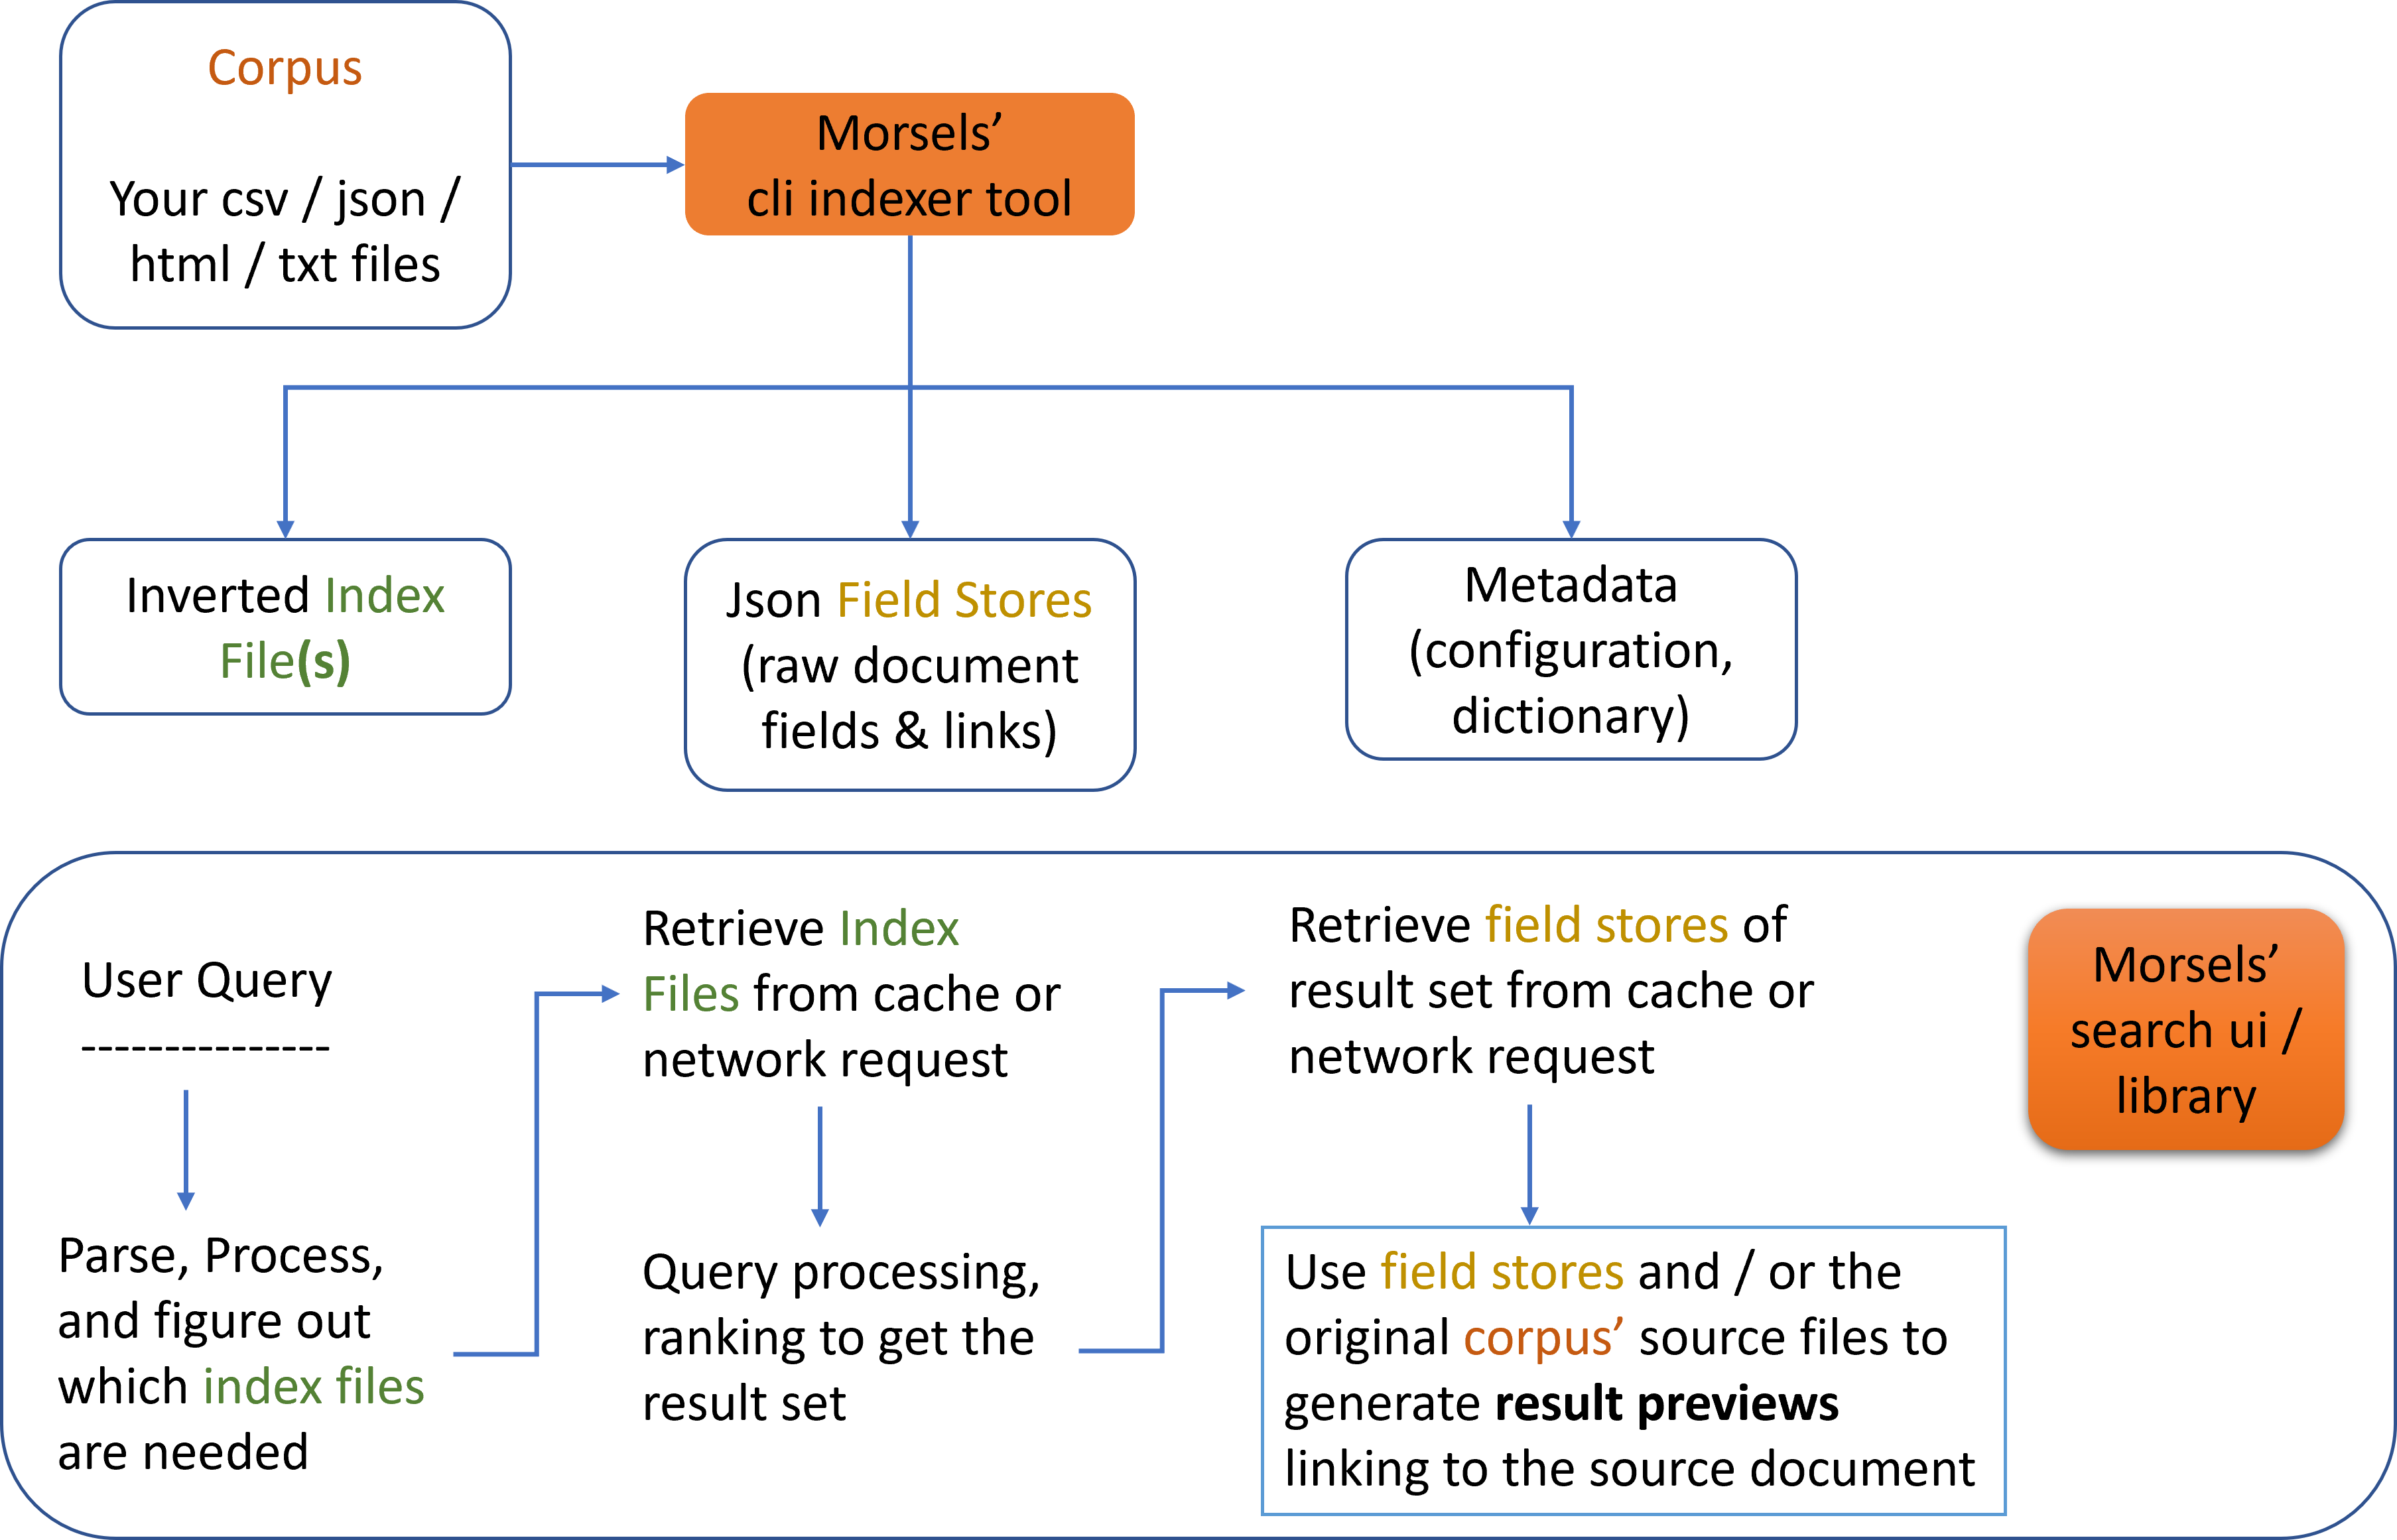 Corpus
Your csv / json /
html / txt files
Morsels’
cli indexer tool
Inverted Index
File(s)
Json Field Stores
(raw document
fields & links)
Metadata
(configuration,
dictionary)
User Query
---------------
Parse, Process,
and figure out
which index files
are needed
Retrieve Index
Files from cache or
network request
Query processing,
ranking to get the
result set
Retrieve field stores of
result set from cache or
network request
Use field stores and / or the
original corpus’ source files to
generate result previews
linking to the source document
Morsels’
search ui /
library